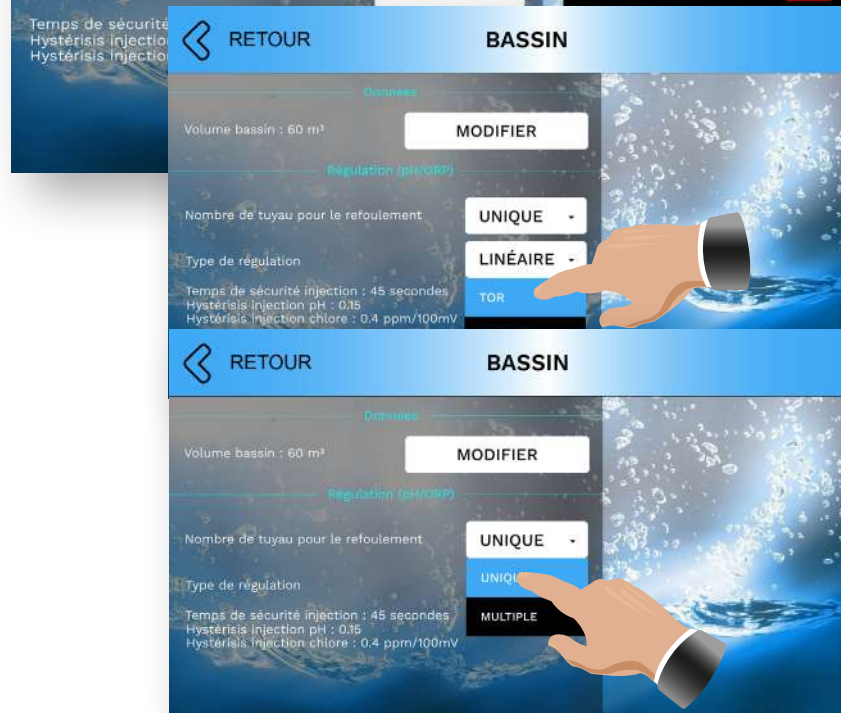 Temps de sécurité
Hystérisis injection
Hystérisis injection
RETOUR
BASSIN
Données
Volume bassin : 60 m³
MODIFIER
Régulation (pH/ORP)
Nombre de tuyau pour le refoulement
UNIQUE
Type de régulation
LINÉAIRE
Temps de sécurité injection : 45 secondes
TOR
Hystérisis injection pH : 0.15
Hystérisis injection chlore : 0.4 ppm/100mV
RETOUR
BASSIN
Données
Volume bassin : 60 m³
MODIFIER
Régulation (pH/ORP)
Nombre de tuyau pour le refoulement
UNIQUE
Type de régulation
UNIQUE
Temps de sécurité injection : 45 secondes
MULTIPLE
Hystérisis injection pH : 0.15
Hystérisis injection chlore : 0.4 ppm/100mV